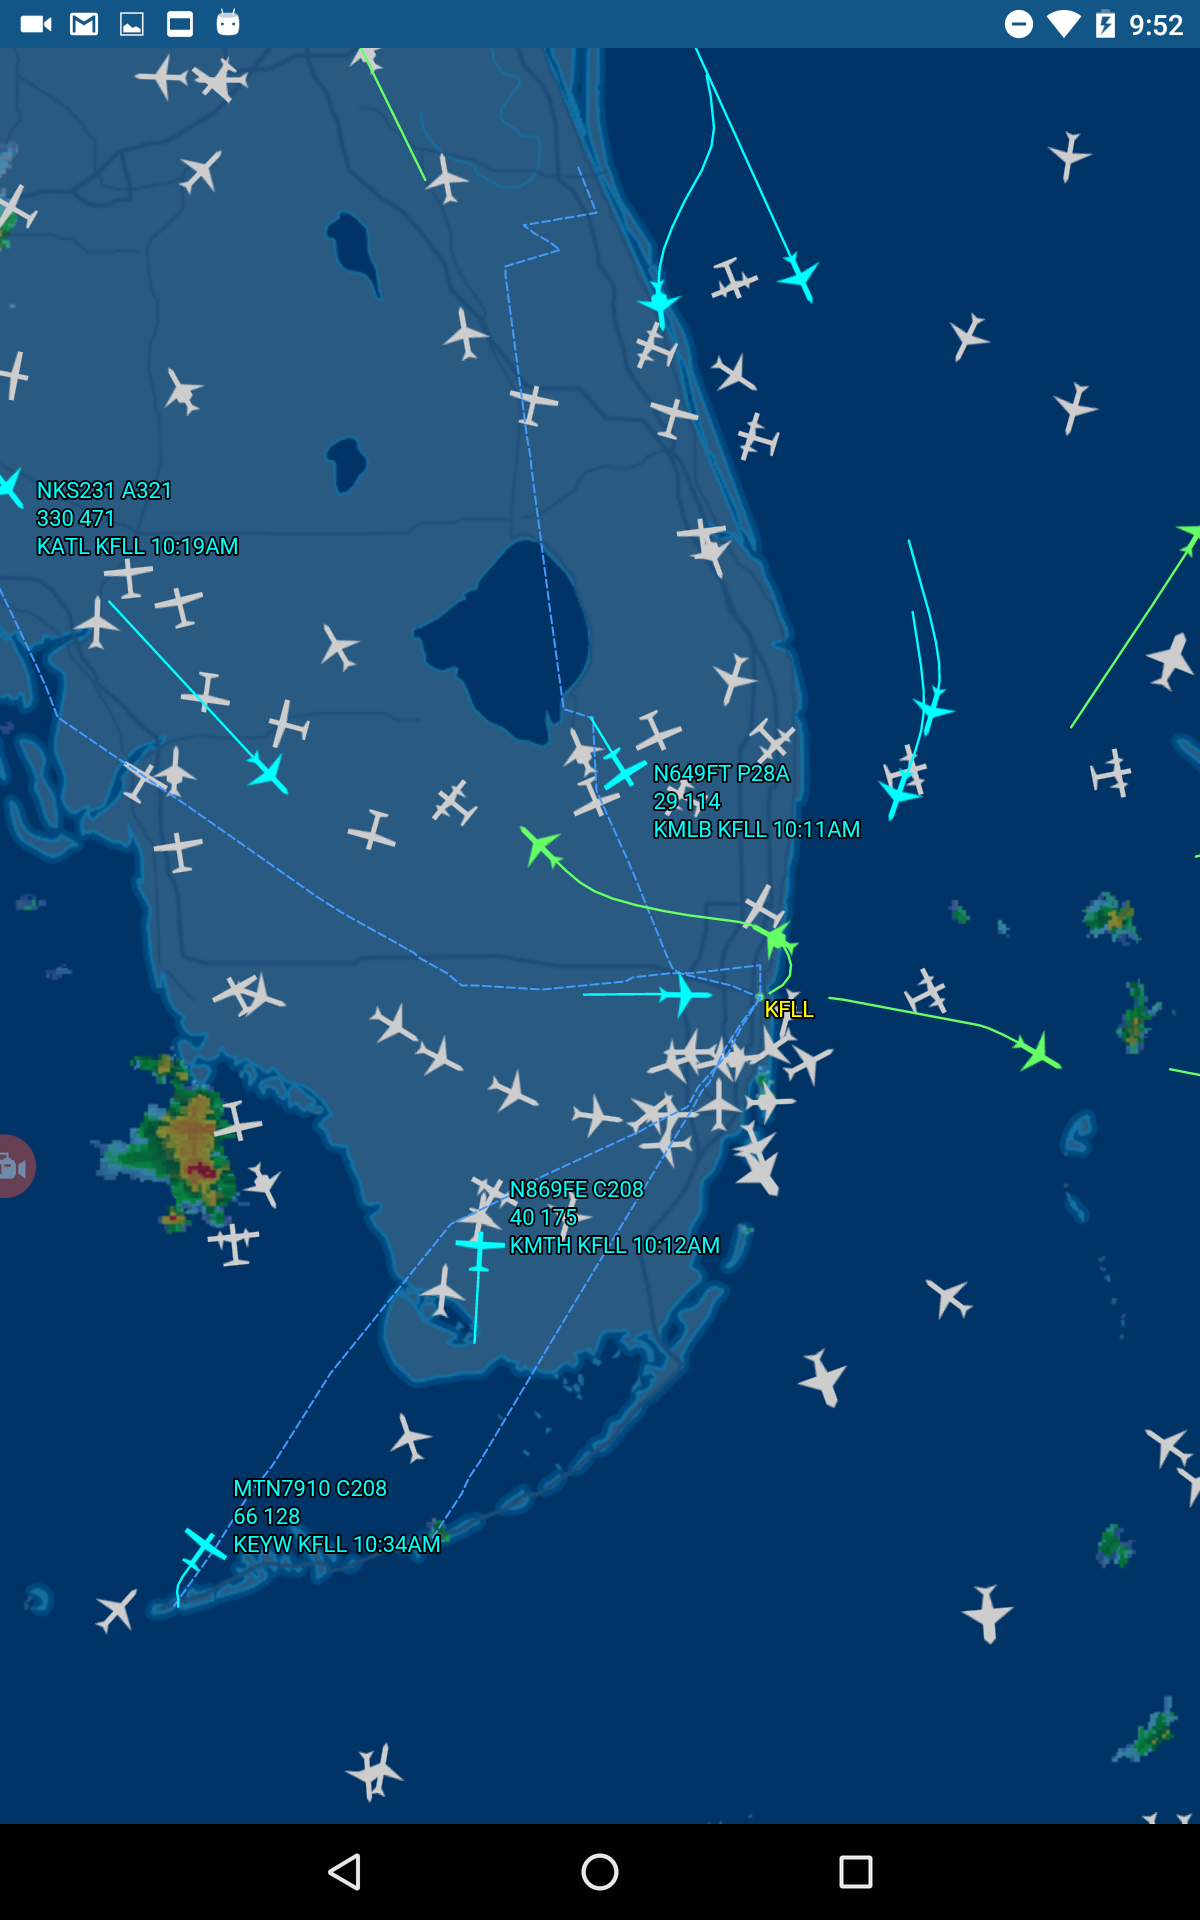 9:52
NKS231 A321
330 471
KATL KFLL 10:19AM
N649FT P28A
29 114
KMLB KFLL 10:11AM
KFLL
N869FE C208
40 175
KMTH KFLL 10:12AM
MTN7910 C208
66 128
KEYW KFLL 10:34AM